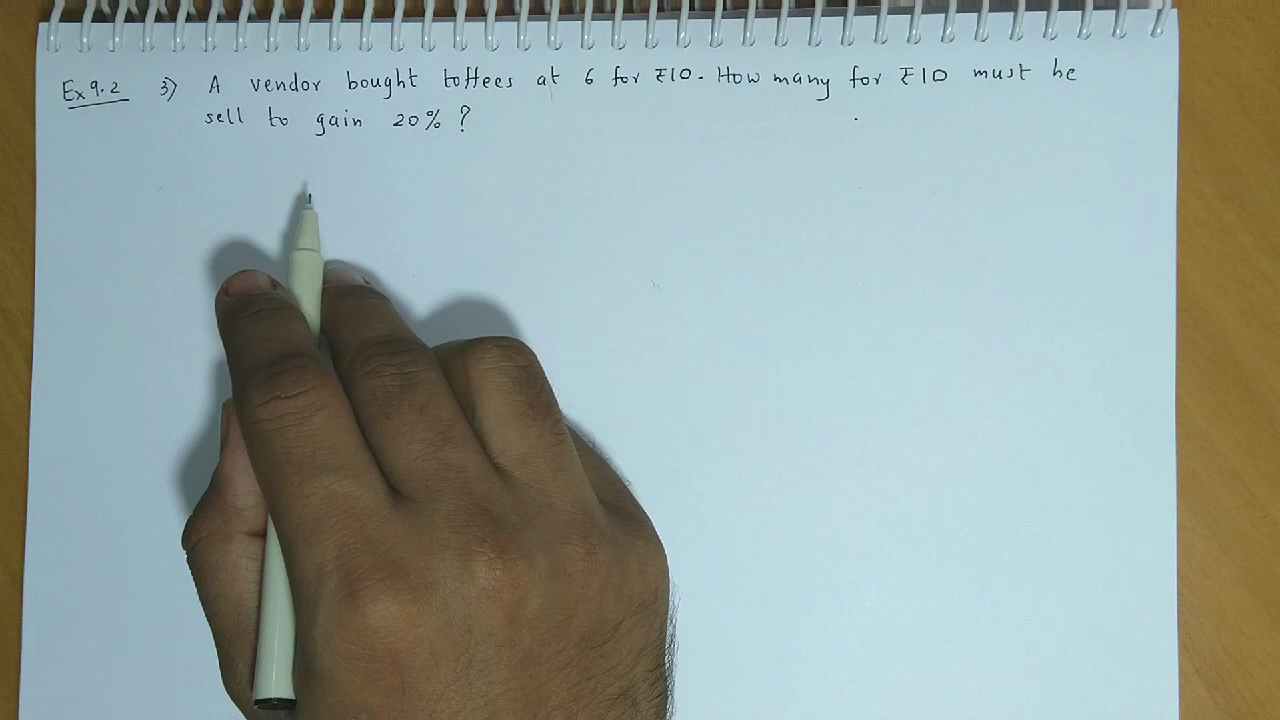 Ex 9.2 3) A vendor bought toffees at 6 for ₹10. How many for ₹10 must he
sell to gain 20% ?